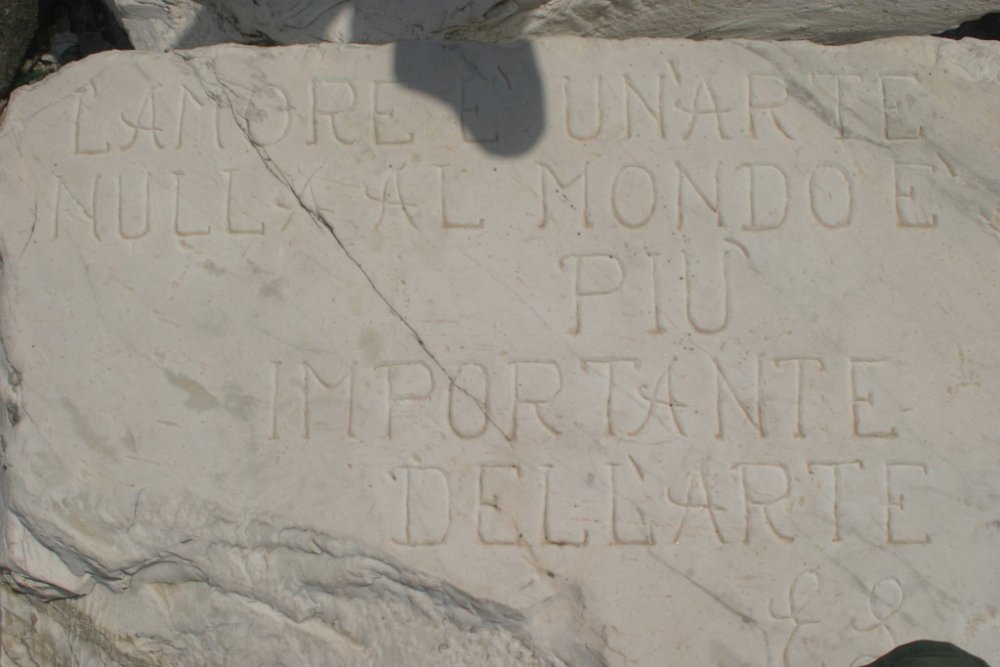 L'AMORE E' UN'ARTE
NULLA AL MONDO E'
PIÙ
IMPORTANTE
DELL'ARTE